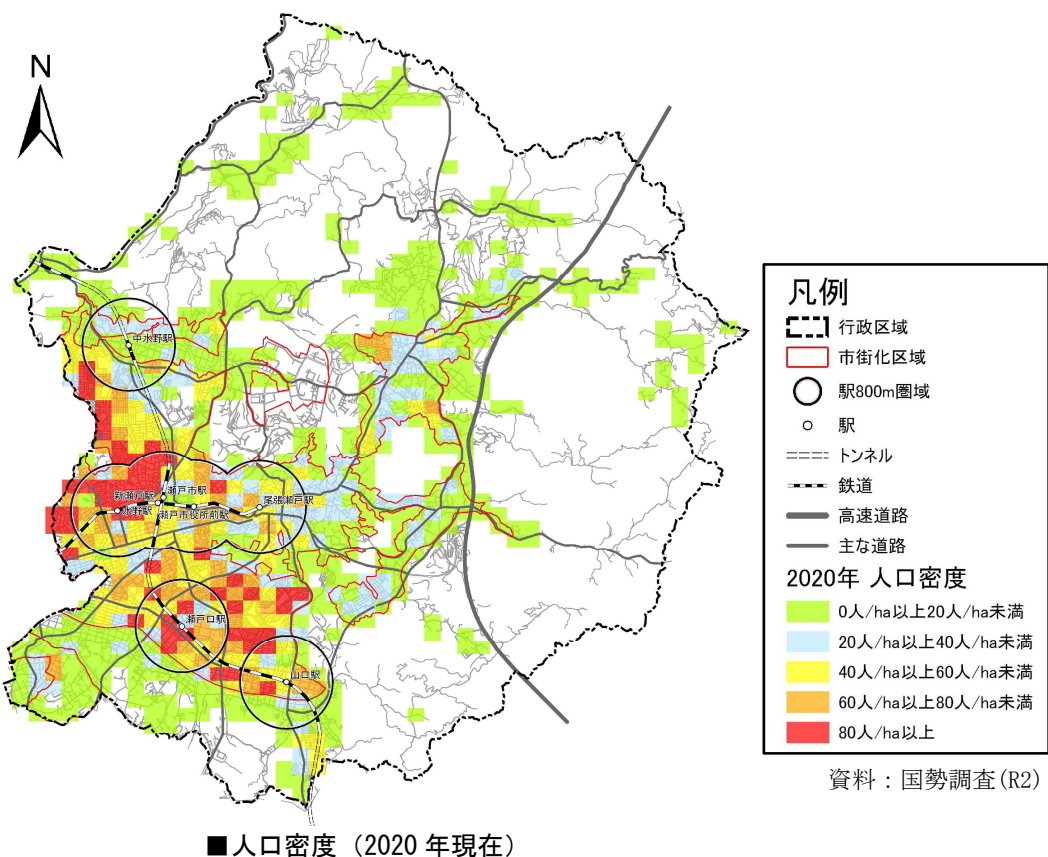 N
中水野駅
新瀬戸駅
瀬戸市駅
水野駅
瀬戸市役所前駅
尾張瀬戸駅
瀬戸口駅
山口駅
凡例
行政区域
市街化区域
駅800m圏域
駅
トンネル
鉄道
高速道路
主な道路
2020年 人口密度
0人/ha以上20人/ha未満
20人/ha以上40人/ha未満
40人/ha以上60人/ha未満
60人/ha以上80人/ha未満
80人/ha以上
資料：国勢調査(R2)
■人口密度（2020 年現在）